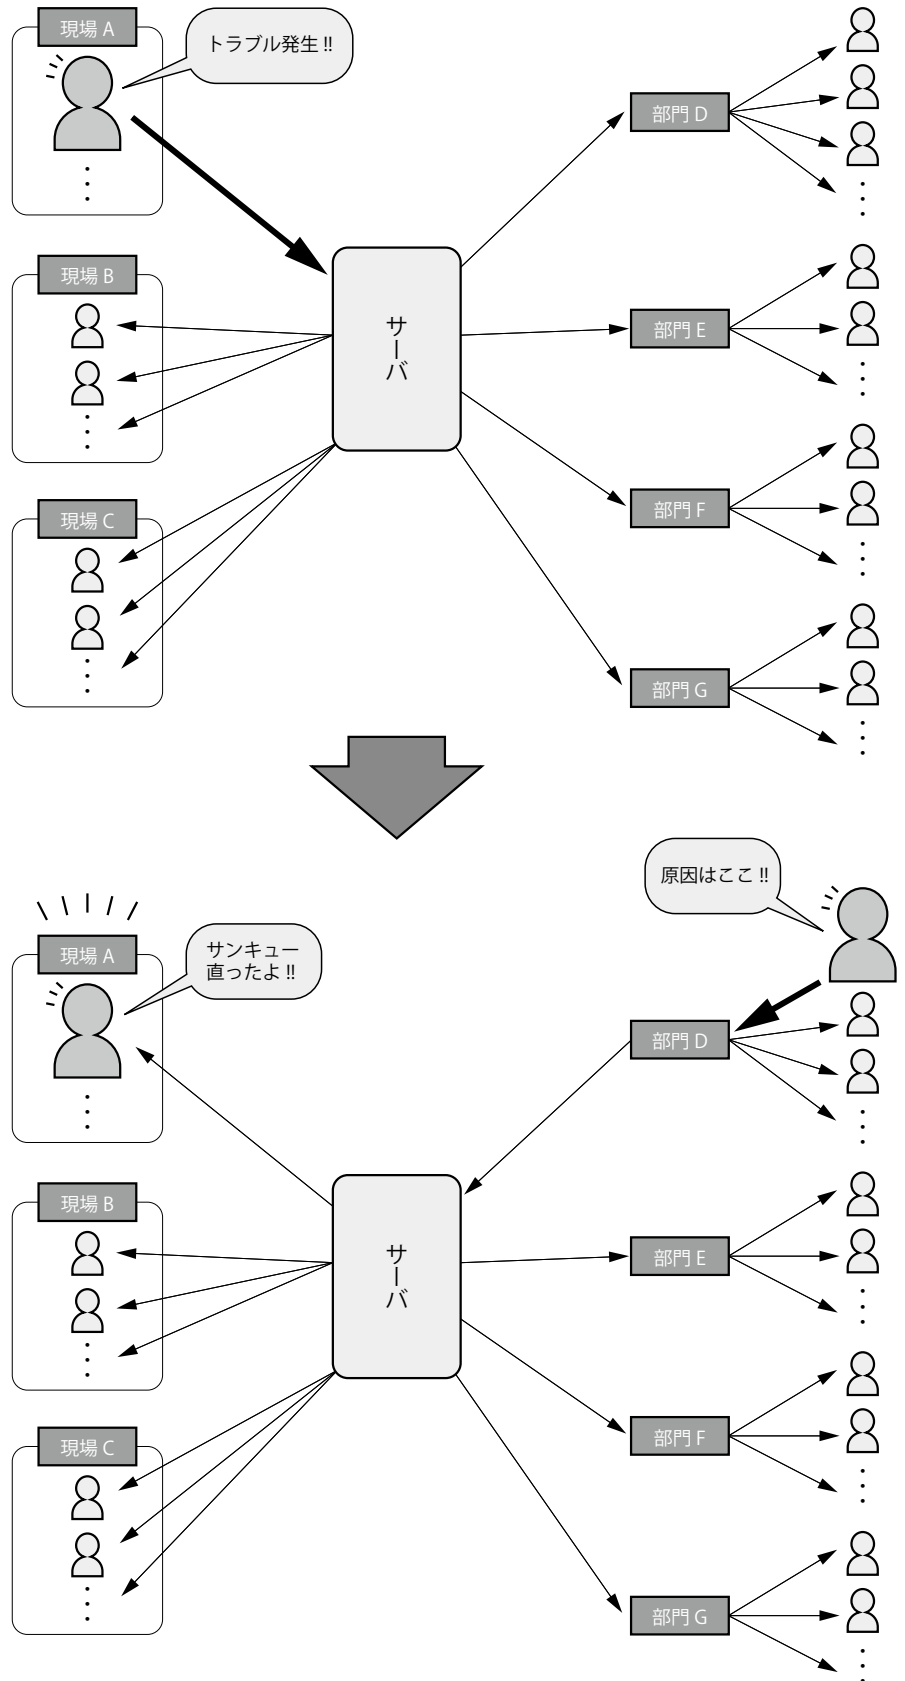 現場 A
トラブル発生 !!
部門 D
現場 B
サーバ
部門 E
現場 C
部門 F
部門 G
原因はここ !!
現場 A
サンキュー
直ったよ !!
部門 D
現場 B
サーバ
部門 E
現場 C
部門 F
部門 G